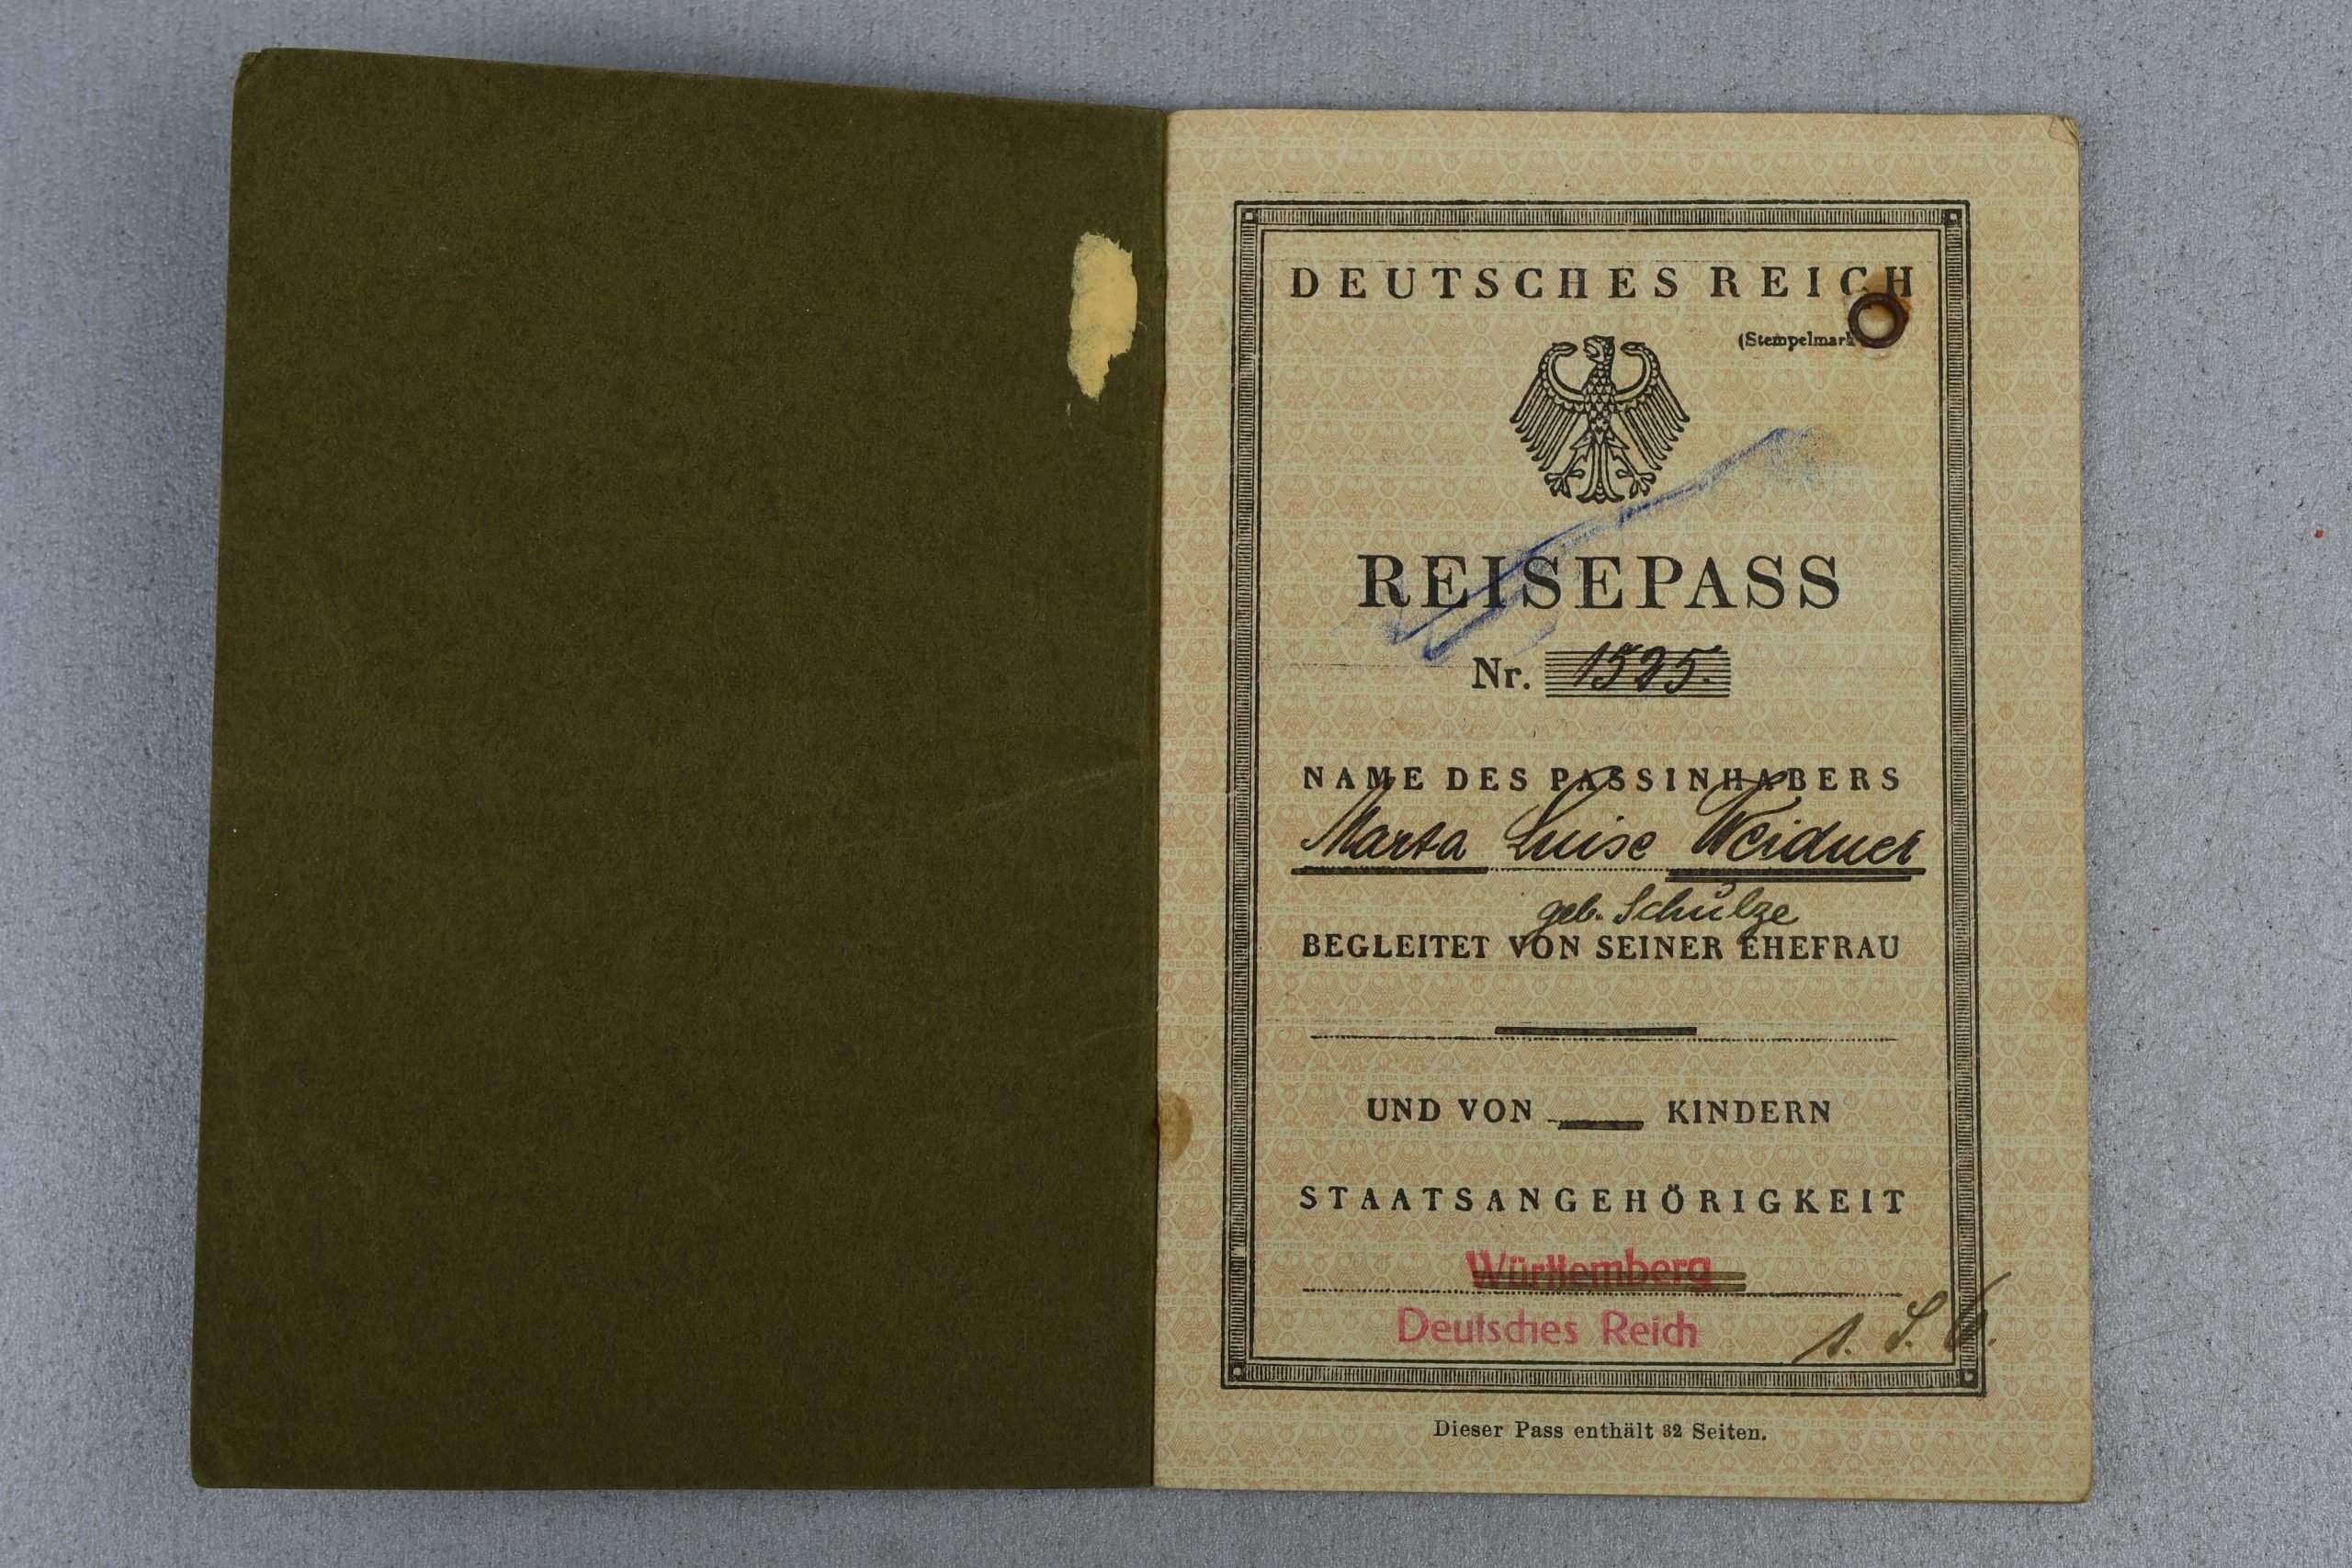 DEUTSCHES REICH
(Stempelmark
REISEPASS
Nr. 1525.
NAME DES PASSINHABERS
Marta Luise Weidner
geb. Schulze
BEGLEITET VON SEINER EHEFRAU
UND VON KINDERN
STAATSANGEHÖRIGKEIT
Württemberg
Deutsches Reich
Dieser Pass enthält 32 Seiten.